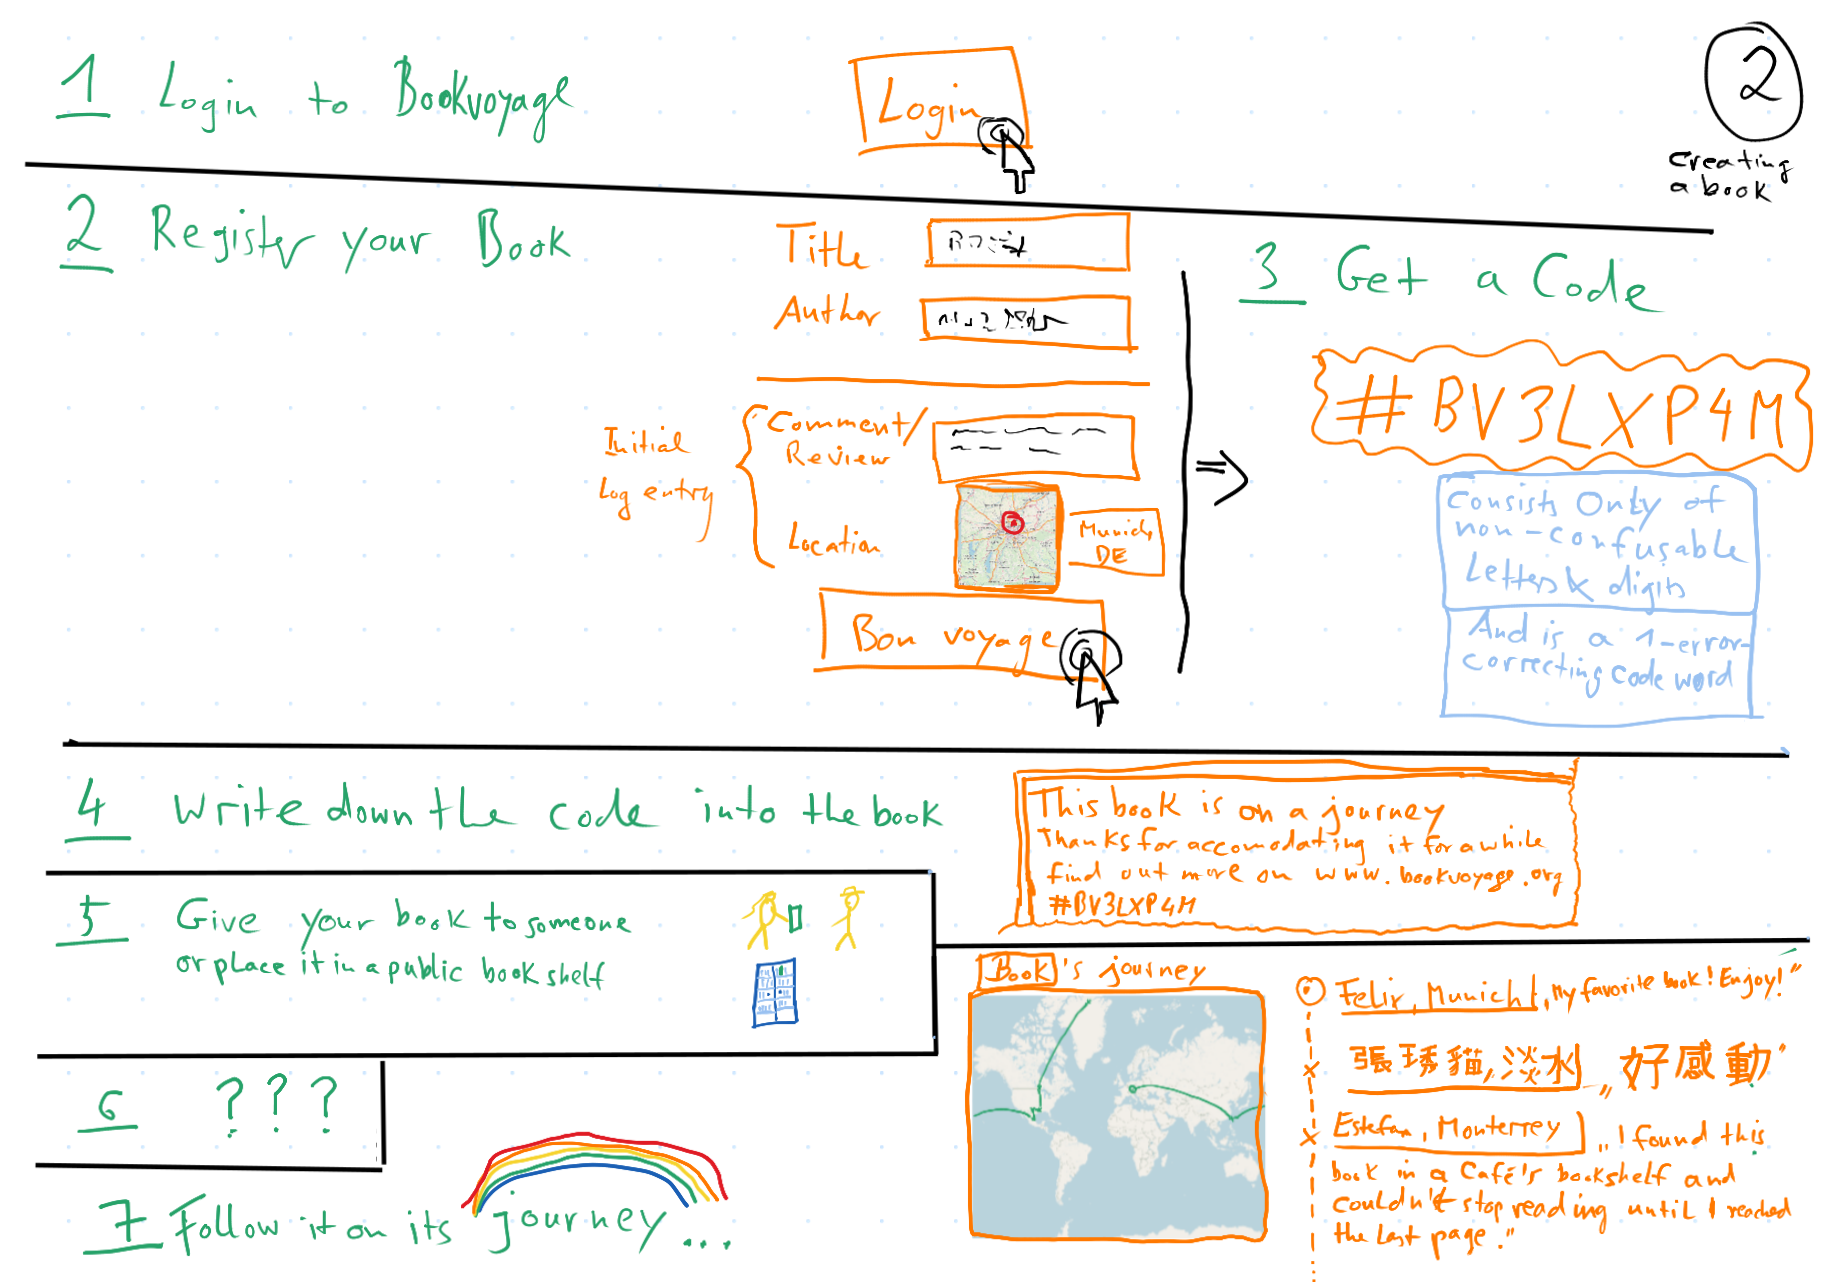 1 Login to Bookvoyage
Login
2
Creating
a book
2 Register your Book
Title
Author
Initial
Log entry
Comment/
Review
Location
Munich,
DE
Bon voyage
3 Get a Code
#BV3LXP4M
Consists Only of
non-confusable
Letters & digits
And is a 1-error-
correcting code word
4 Write down the code into the book
This book is on a journey
Thanks for accomodating it for a while
find out more on www.bookvoyage.org
#BV3LXP4M
5 Give your book to someone
or place it in a public book shelf
6 ???
7 Follow it on its journey...
Book's journey
Felix, Munich, My favorite book! Enjoy!"
張琇貓, 淡水 „好感動"
Estefan, Monterrey „I found this
book in a Café's bookshelf and
couldn't stop reading until I reached
the last page."